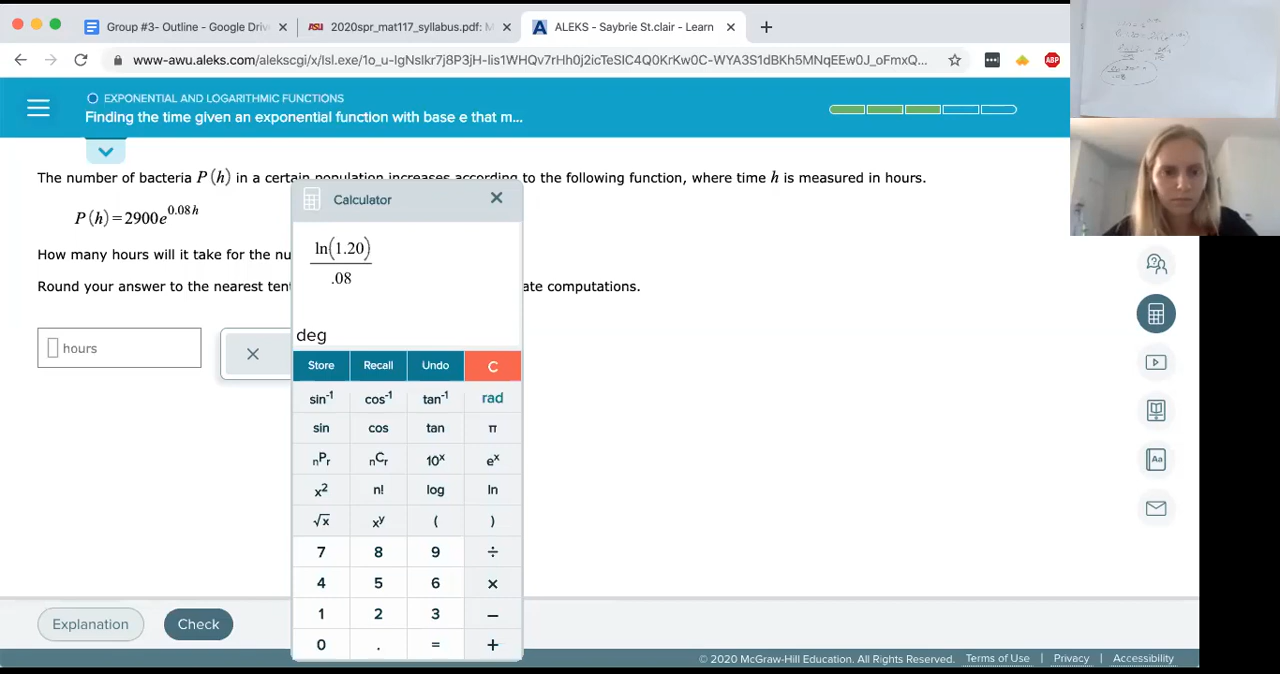 Group #3- Outline - Google Driv
2020spr_mat117_syllabus.pdf: M
ALEKS - Saybrie St.clair - Learn
www-awu.aleks.com/alekscgi/x/Isl.exe/1o_u-IgNsIkr7j8P3jH-Iis1WHQv7rHh0j2icTeSIC4Q0KrKw0C-WYA3S1dBKh5MNqEEw0J_oFmxQ...
ABP
EXPONENTIAL AND LOGARITHMIC FUNCTIONS
Finding the time given an exponential function with base e that m...
The number of bacteria P(h) in a certain population increases according to the following function, where time h is measured in hours.
P(h)=2900e^0.08h
How many hours will it take for the nu
Round your answer to the nearest tent
ate computations.
hours
Calculator
ln(1.20)
.08
deg
Store Recall Undo C
sin-1 cos-1 tan-1 rad
sin cos tan π
nPr nCr 10x ex
x2 n! log ln
√x xy ( )
7 8 9 ÷
4 5 6 ×
1 2 3 −
0 . = +
Aa
Explanation
Check
© 2020 McGraw-Hill Education. All Rights Reserved. Terms of Use | Privacy | Accessibility